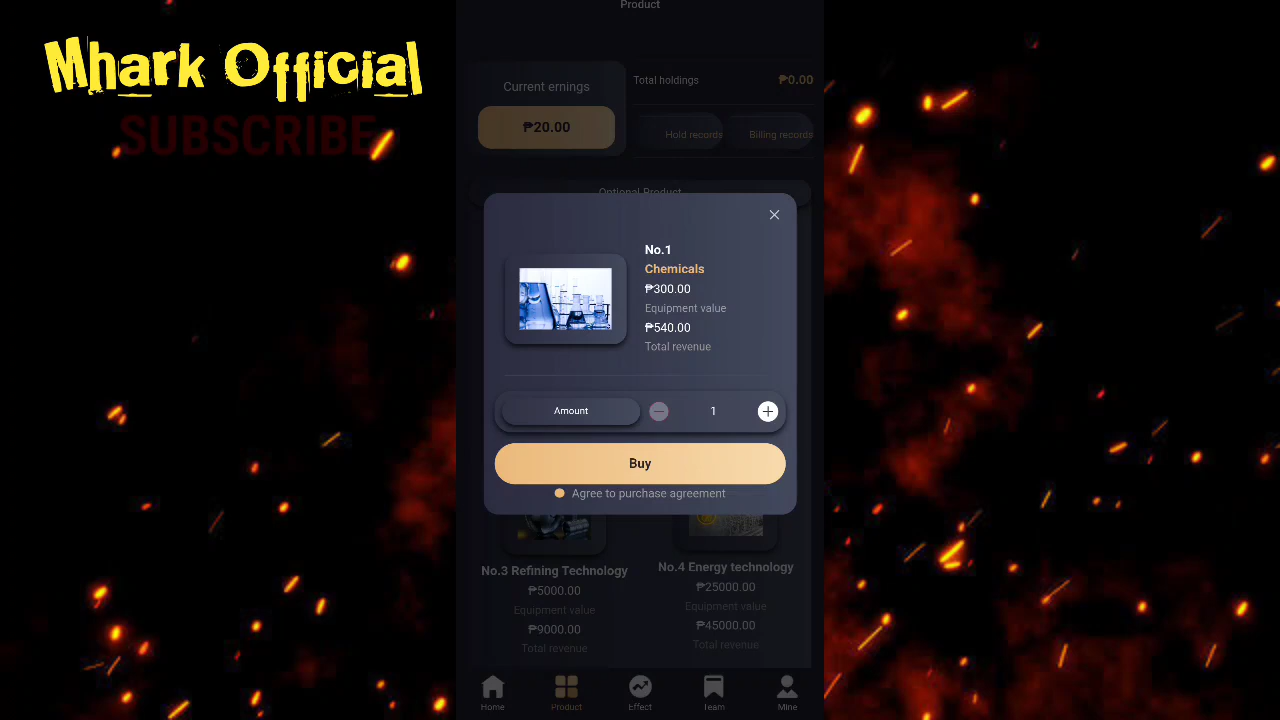 Mhark Official
SUBSCRIBE
Product
Current ernings
₱20.00
Total holdings
₱0.00
Hold records
Billing records
Optional Product
No.1
Chemicals
₱300.00
Equipment value
₱540.00
Total revenue
Amount
1
Buy
Agree to purchase agreement
No.3 Refining Technology
₱5000.00
Equipment value
₱9000.00
Total revenue
No.4 Energy technology
₱25000.00
Equipment value
₱45000.00
Total revenue
Home
Product
Effect
Team
Mine